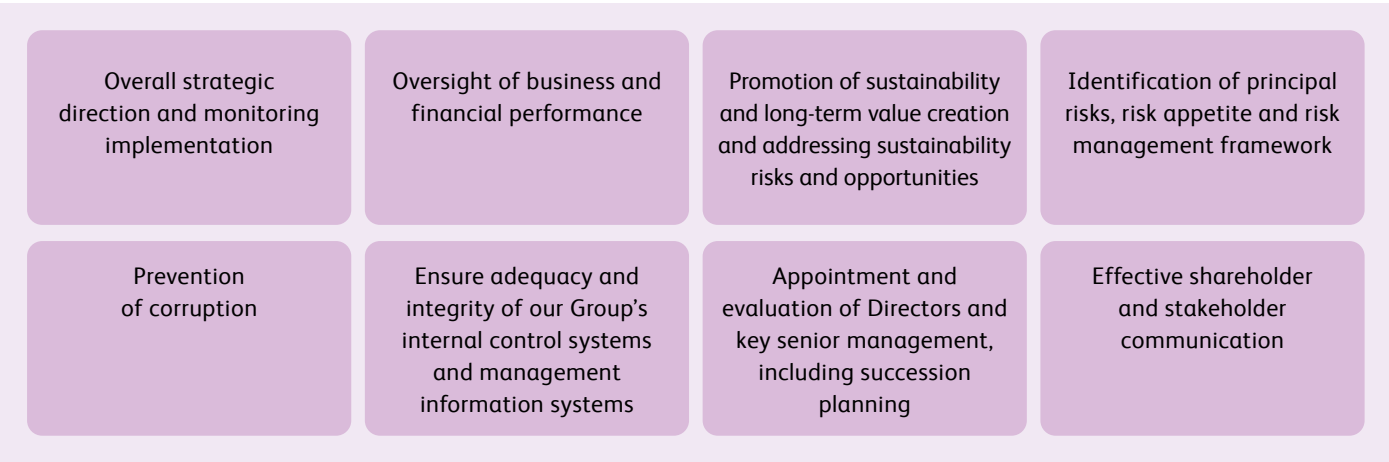 Overall strategic
direction and monitoring
implementation
Oversight of business and
financial performance
Promotion of sustainability
and long-term value creation
and addressing sustainability
risks and opportunities
Identification of principal
risks, risk appetite and risk
management framework
Prevention
of corruption
Ensure adequacy and
integrity of our Group’s
internal control systems
and management
information systems
Appointment and
evaluation of Directors and
key senior management,
including succession
planning
Effective shareholder
and stakeholder
communication